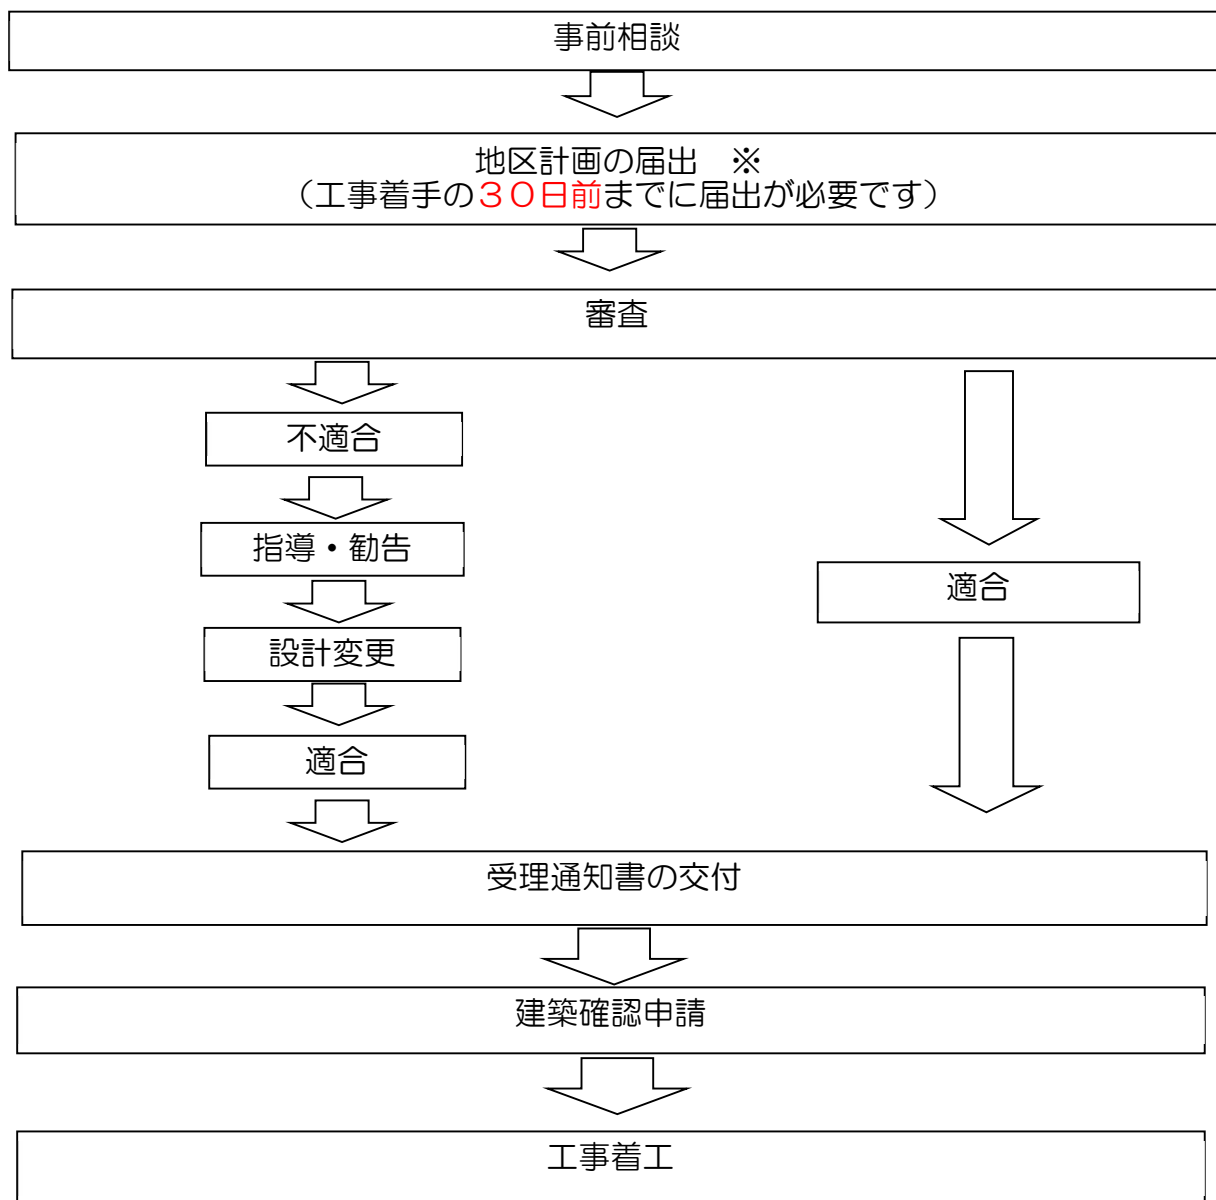 事前相談
地区計画の届出　※
（工事着手の３０日前までに届出が必要です）
審査
不適合
指導・勧告
設計変更
適合
適合
受理通知書の交付
建築確認申請
工事着工